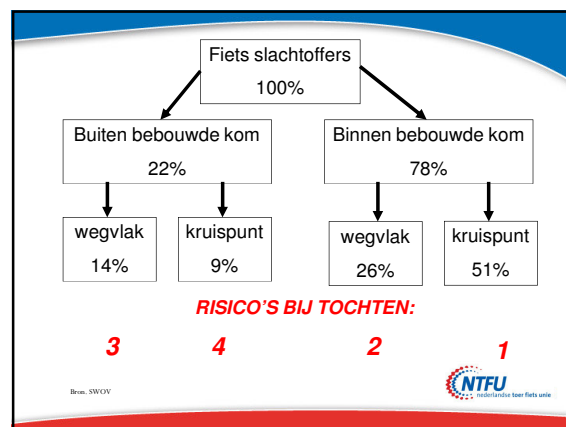 Fiets slachtoffers
100%
Buiten bebouwde kom
22%
Binnen bebouwde kom
78%
wegvlak
14%
kruispunt
9%
wegvlak
26%
kruispunt
51%
RISICO'S BIJ TOCHTEN:
3 4 2 1
Bron. SWOV
NTFU
nederlandse toer fiets unie